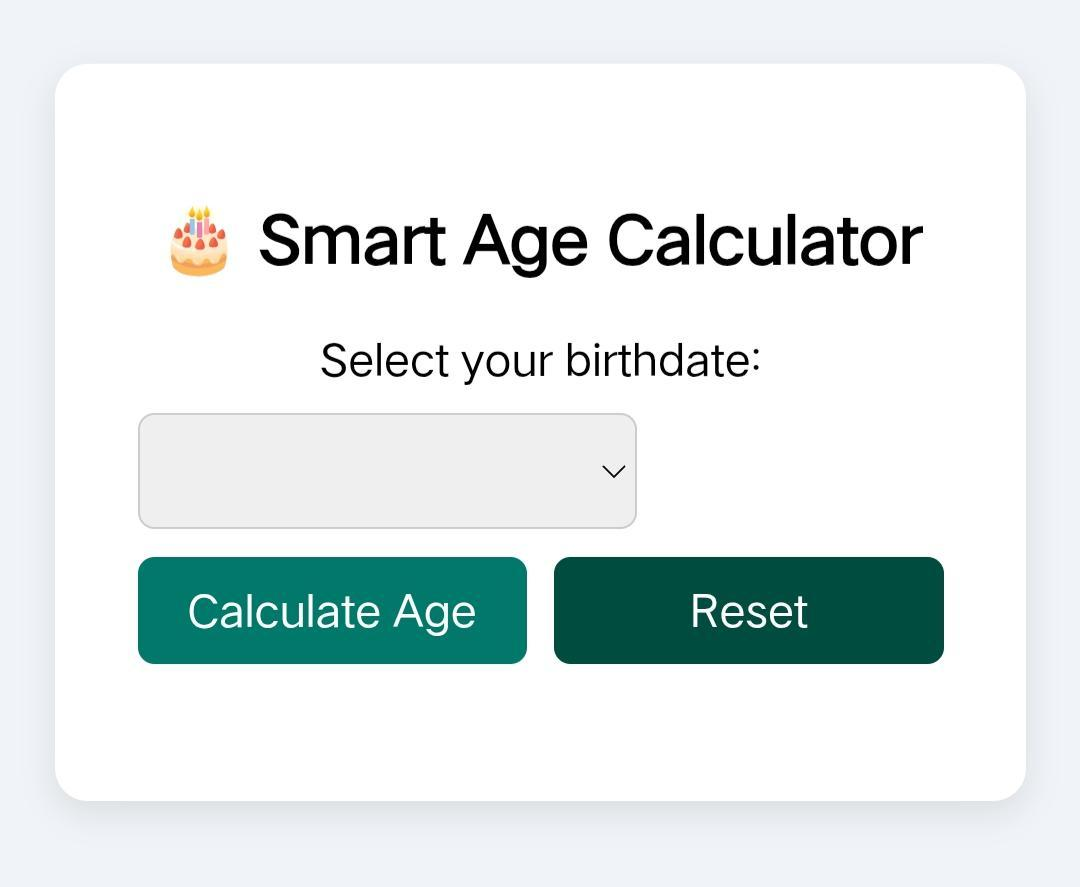 🎂 Smart Age Calculator
Select your birthdate:
Calculate Age
Reset